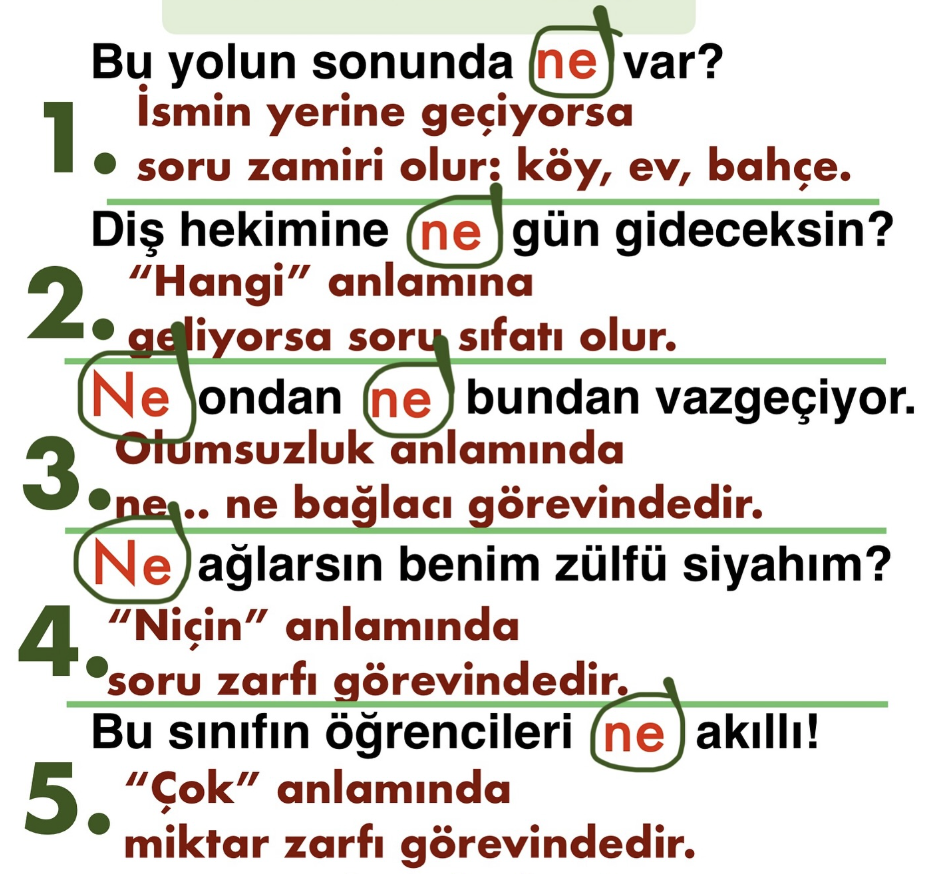 Bu yolun sonunda ne var?
1. İsmin yerine geçiyorsa
soru zamiri olur: köy, ev, bahçe.
Diş hekimine ne gün gideceksin?
2. “Hangi” anlamına
geliyorsa soru sıfatı olur.
Ne ondan ne bundan vazgeçiyor.
3. Olumsuzluk anlamında
ne... ne bağlacı görevindedir.
Ne ağlarsın benim zülfü siyahım?
4. “Niçin” anlamında
soru zarfı görevindedir.
Bu sınıfın öğrencileri ne akıllı!
5. “Çok” anlamında
miktar zarfı görevindedir.